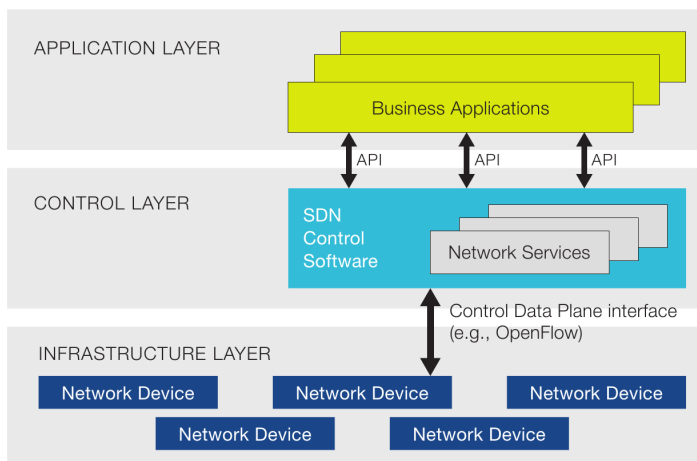 APPLICATION LAYER
Business Applications
API
API
API
CONTROL LAYER
SDN
Control
Software
Network Services
Control Data Plane interface
(e.g., OpenFlow)
INFRASTRUCTURE LAYER
Network Device
Network Device
Network Device
Network Device
Network Device